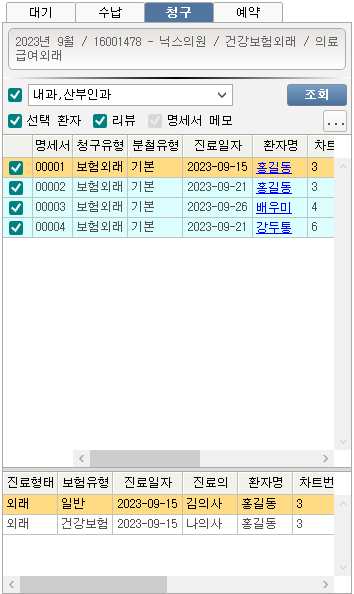 대기 수납 청구 예약
2023년 9월 / 16001478 - 닉스의원 / 건강보험외래 / 의료
급여외래
내과,산부인과 조회
선택 환자 리뷰 명세서 메모 ...
명세서 청구유형 분철유형 진료일자 환자명 차트
00001 보험외래 기본 2023-09-15 홍길동 3
00002 보험외래 기본 2023-09-21 홍길동 3
00003 보험외래 기본 2023-09-26 배우미 4
00004 보험외래 기본 2023-09-21 강두통 6
진료형태 보험유형 진료일자 진료의 환자명 차트번
외래 일반 2023-09-15 김의사 홍길동 3
외래 건강보험 2023-09-15 나의사 홍길동 3